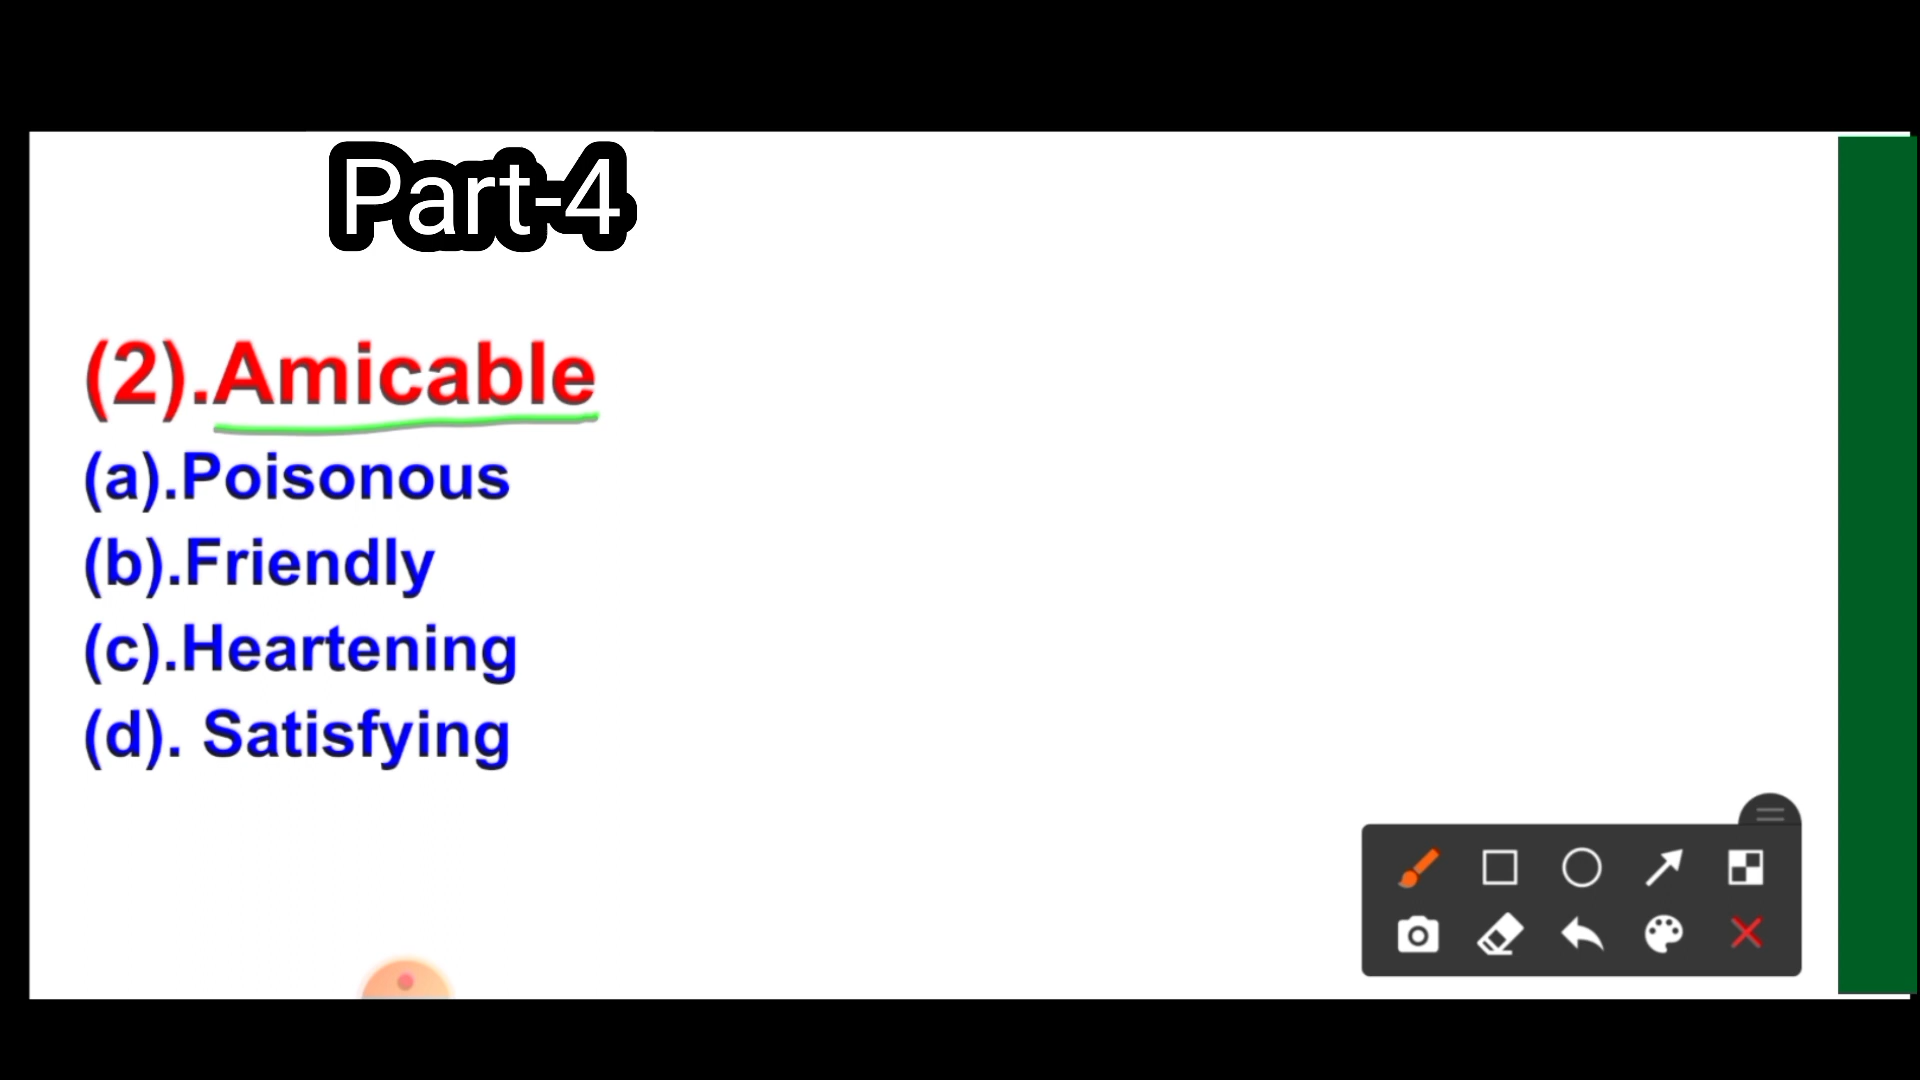 Part-4
(2).Amicable
(a).Poisonous
(b).Friendly
(c).Heartening
(d). Satisfying